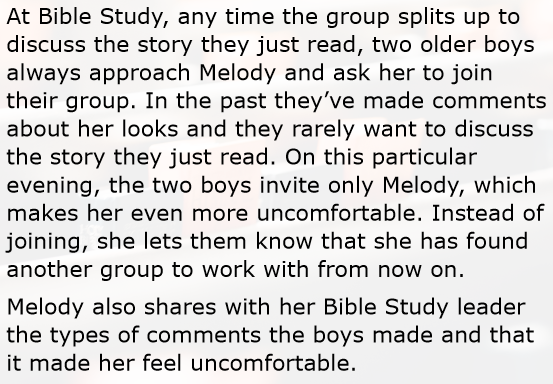 At Bible Study, any time the group splits up to
discuss the story they just read, two older boys
always approach Melody and ask her to join
their group. In the past they’ve made comments
about her looks and they rarely want to discuss
the story they just read. On this particular
evening, the two boys invite only Melody, which
makes her even more uncomfortable. Instead of
joining, she lets them know that she has found
another group to work with from now on.
Melody also shares with her Bible Study leader
the types of comments the boys made and that
it made her feel uncomfortable.